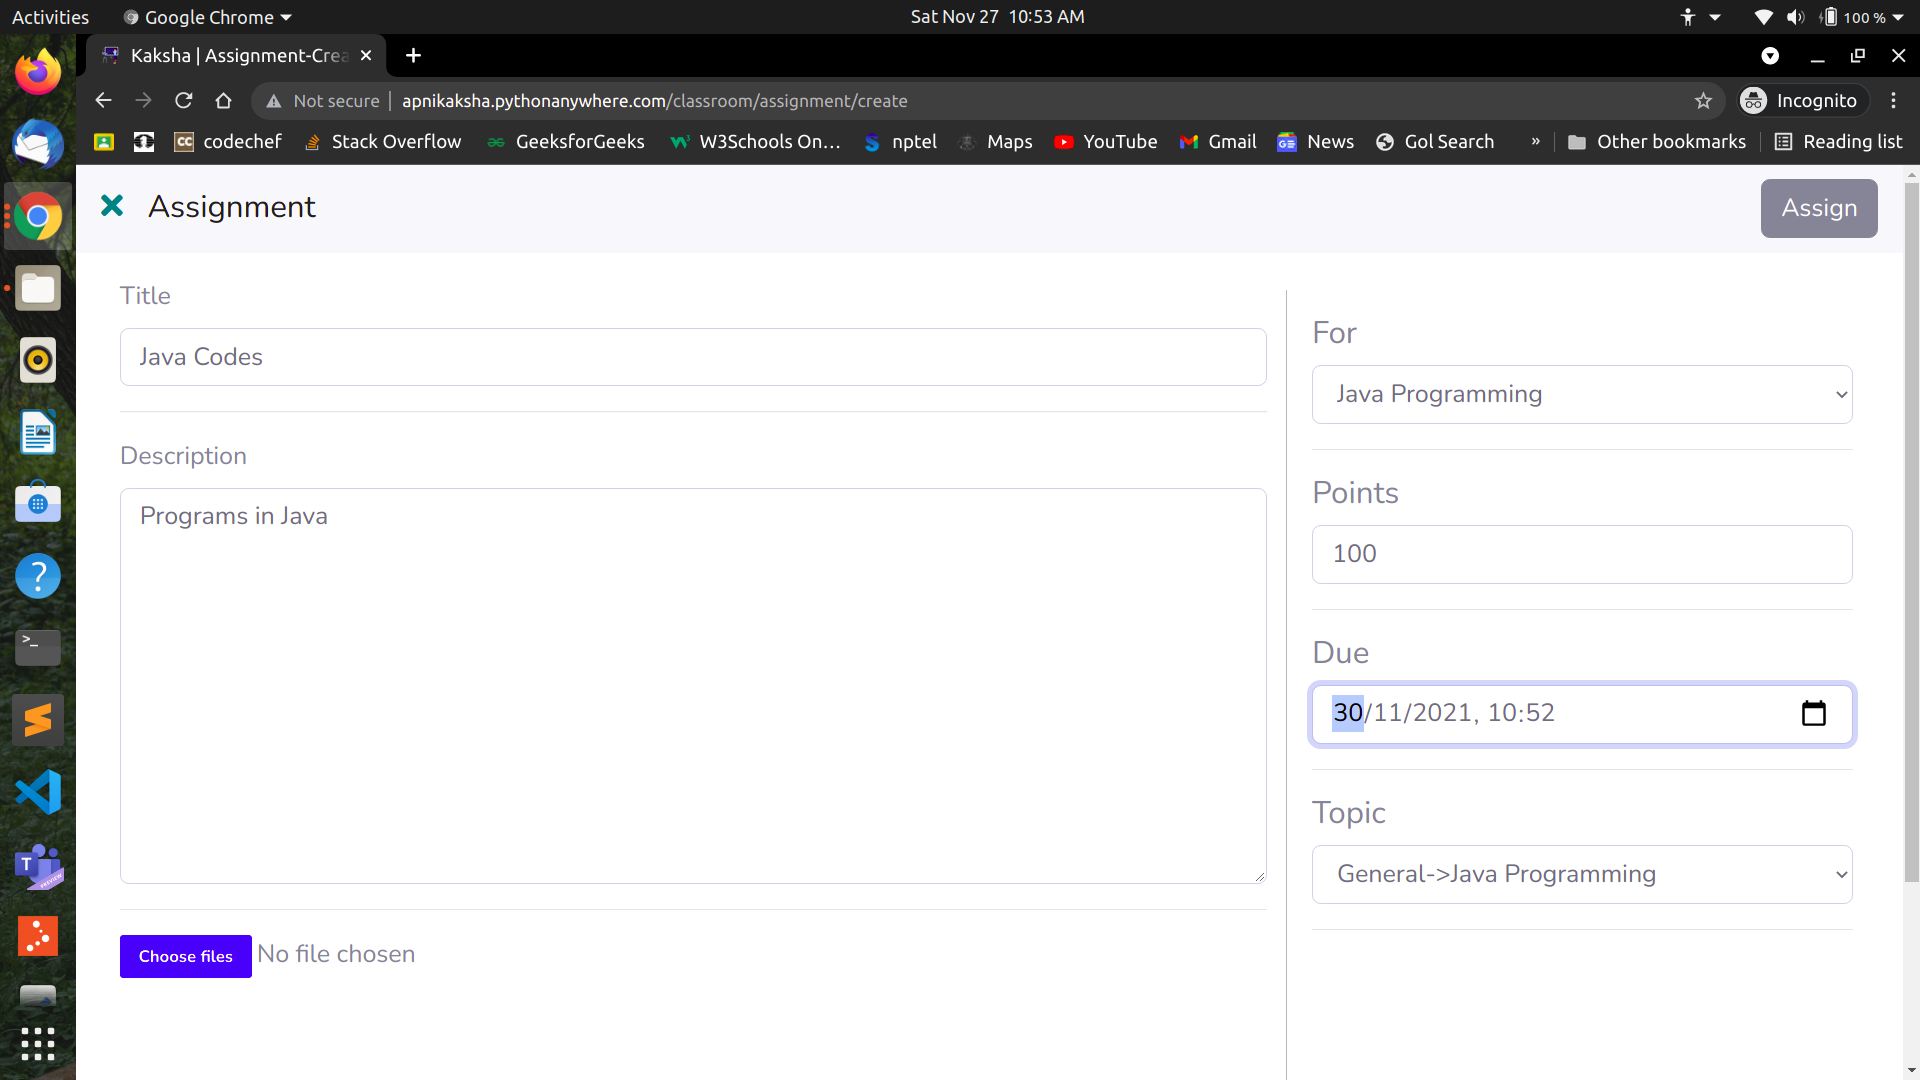 Activities Google Chrome Sat Nov 27 10:53 AM 100 %
Kaksha | Assignment-Crea
Not secure apnikaksha.pythonanywhere.com/classroom/assignment/create Incognito
CC codechef Stack Overflow GeeksforGeeks W3Schools On... nptel Maps YouTube Gmail GE News Gol Search » Other bookmarks Reading list
Assignment Assign
Title
Java Codes
Description
Programs in Java
Choose files No file chosen
For
Java Programming
Points
100
Due
30/11/2021, 10:52
Topic
General->Java Programming